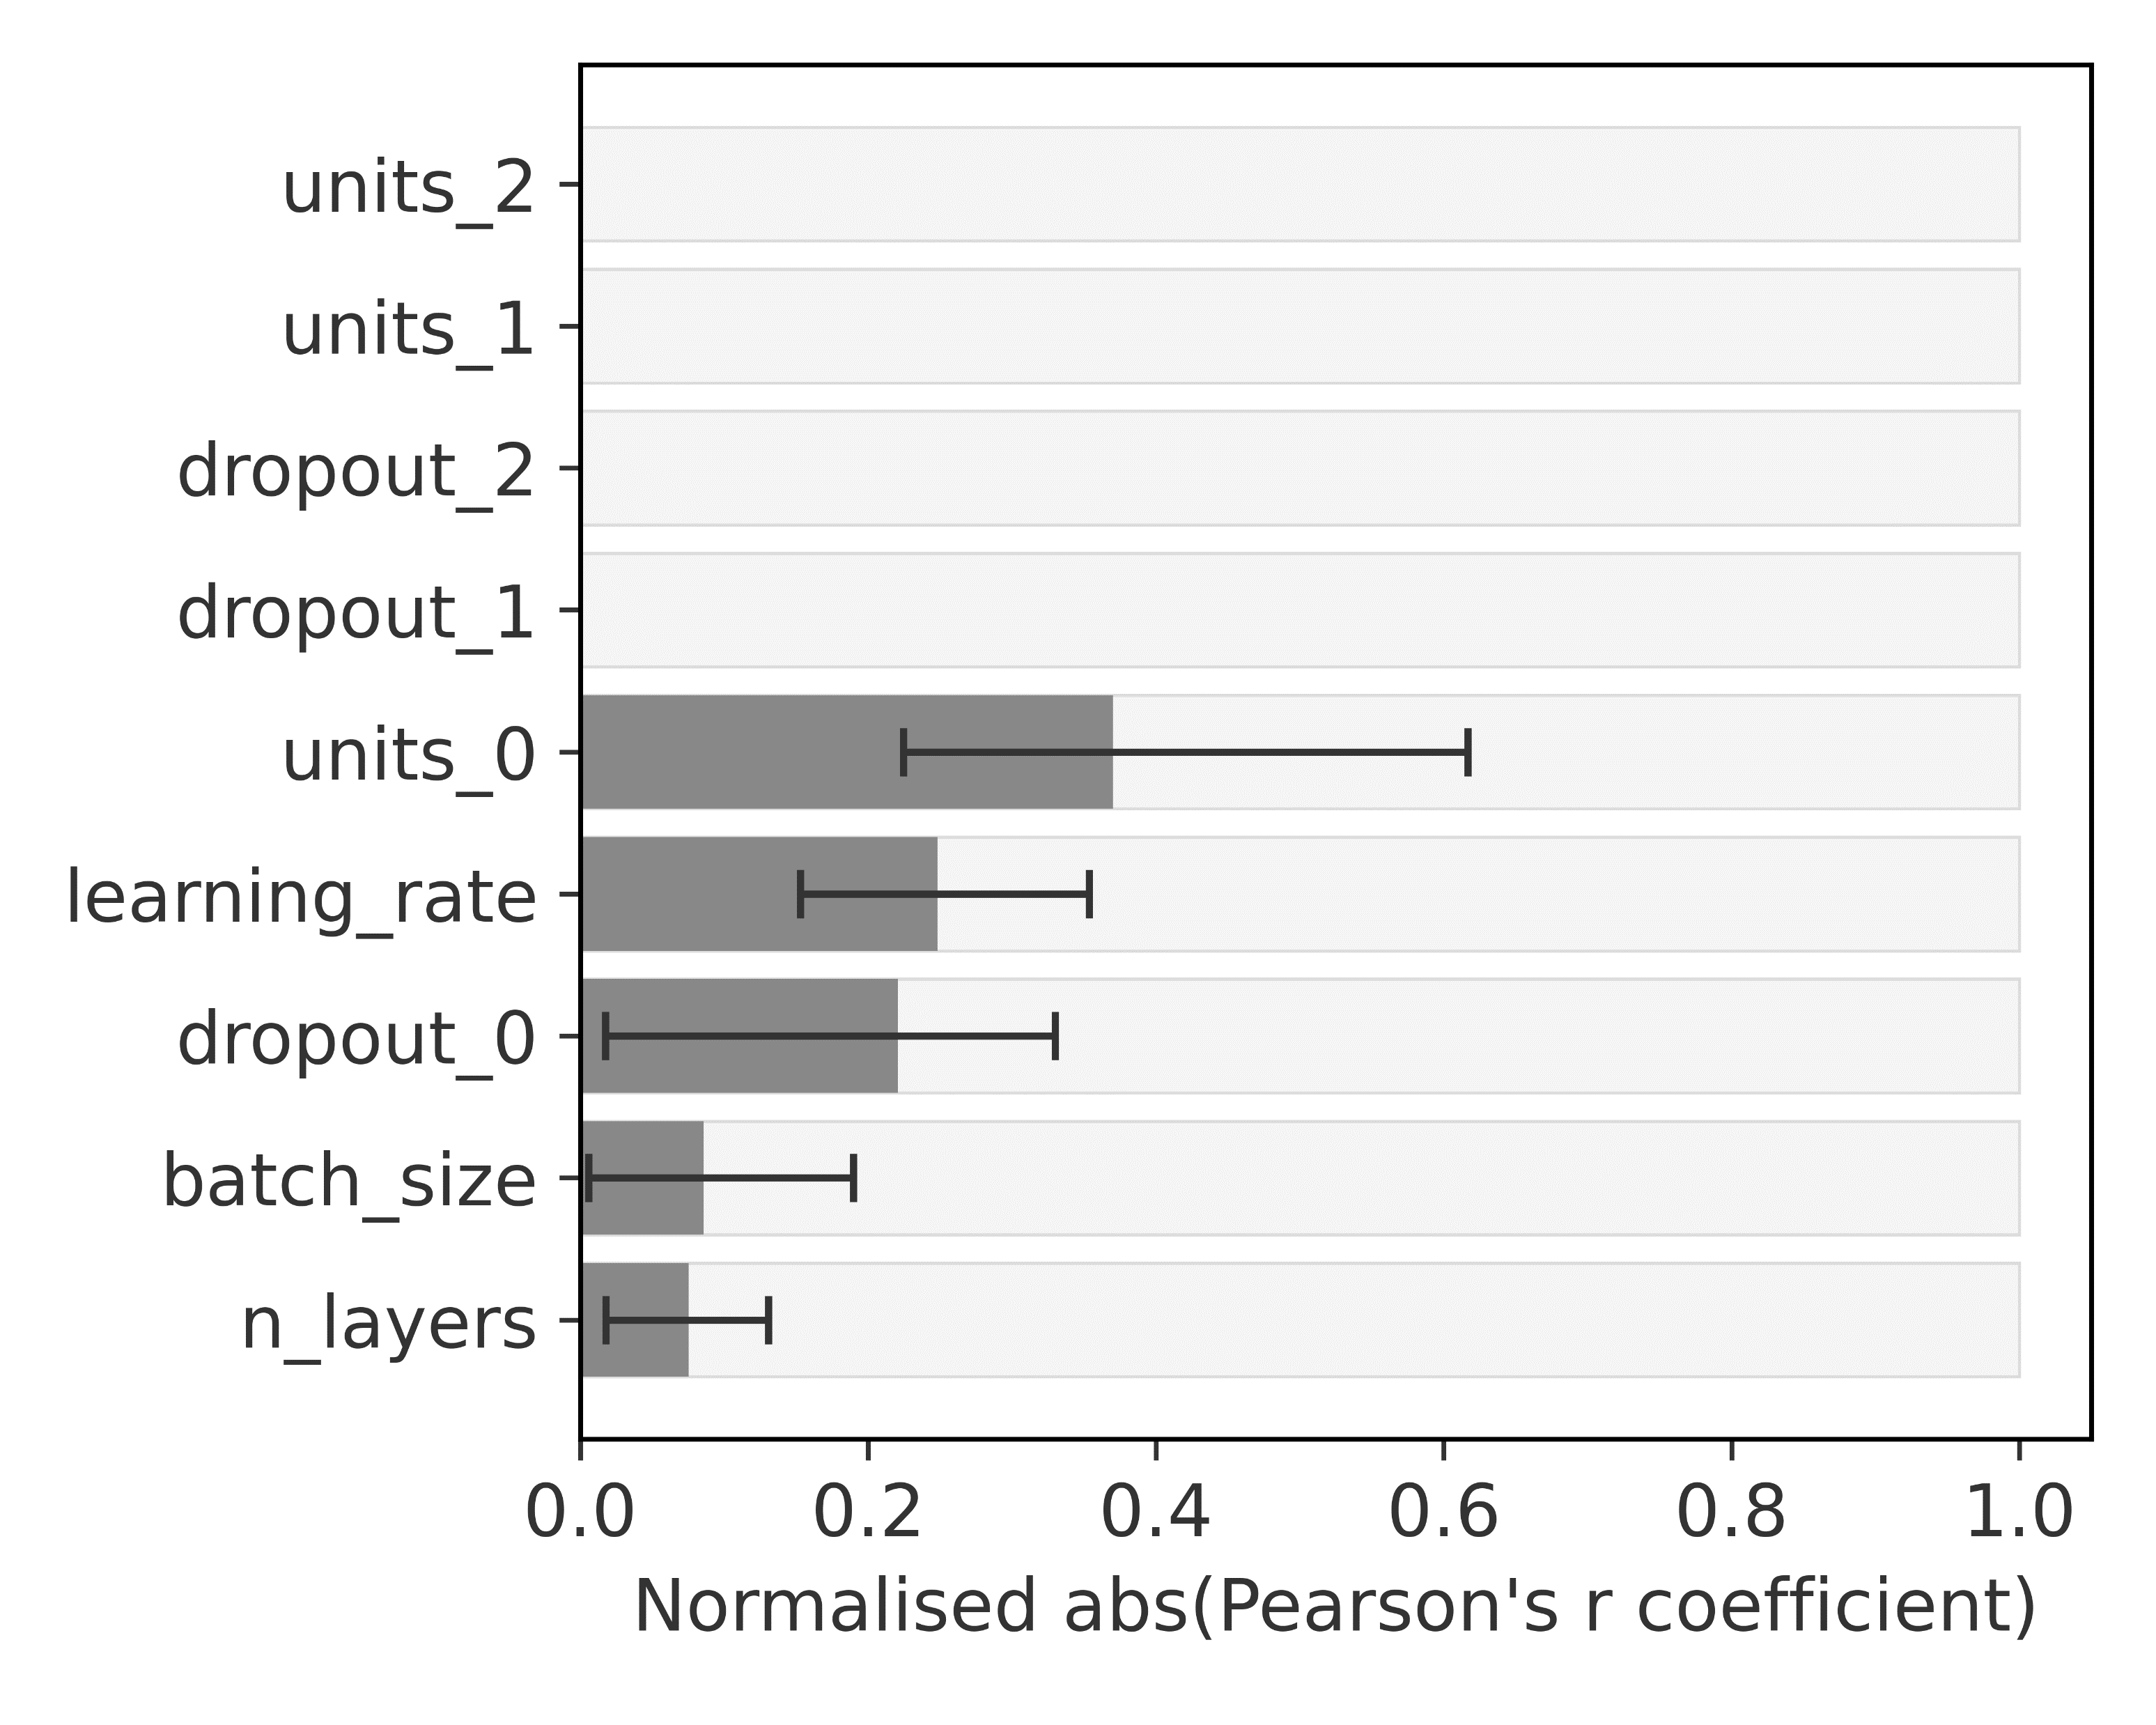 units_2
units_1
dropout_2
dropout_1
units_0
learning_rate
dropout_0
batch_size
n_layers
0.0 0.2 0.4 0.6 0.8 1.0
Normalised abs(Pearson's r coefficient)